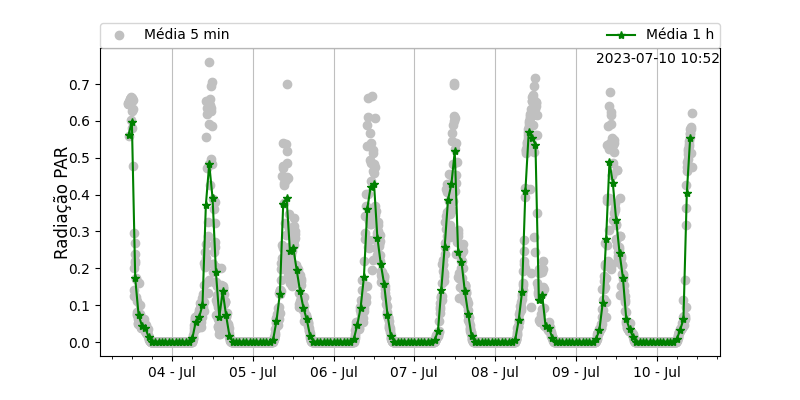 Média 5 min
Média 1 h
2023-07-10 10:52
Radiação PAR
0.7
0.6
0.5
0.4
0.3
0.2
0.1
0.0
04 - Jul
05 - Jul
06 - Jul
07 - Jul
08 - Jul
09 - Jul
10 - Jul